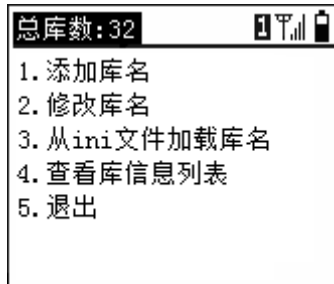 总库数:32 1
1.添加库名
2.修改库名
3.从ini文件加载库名
4.查看库信息列表
5.退出